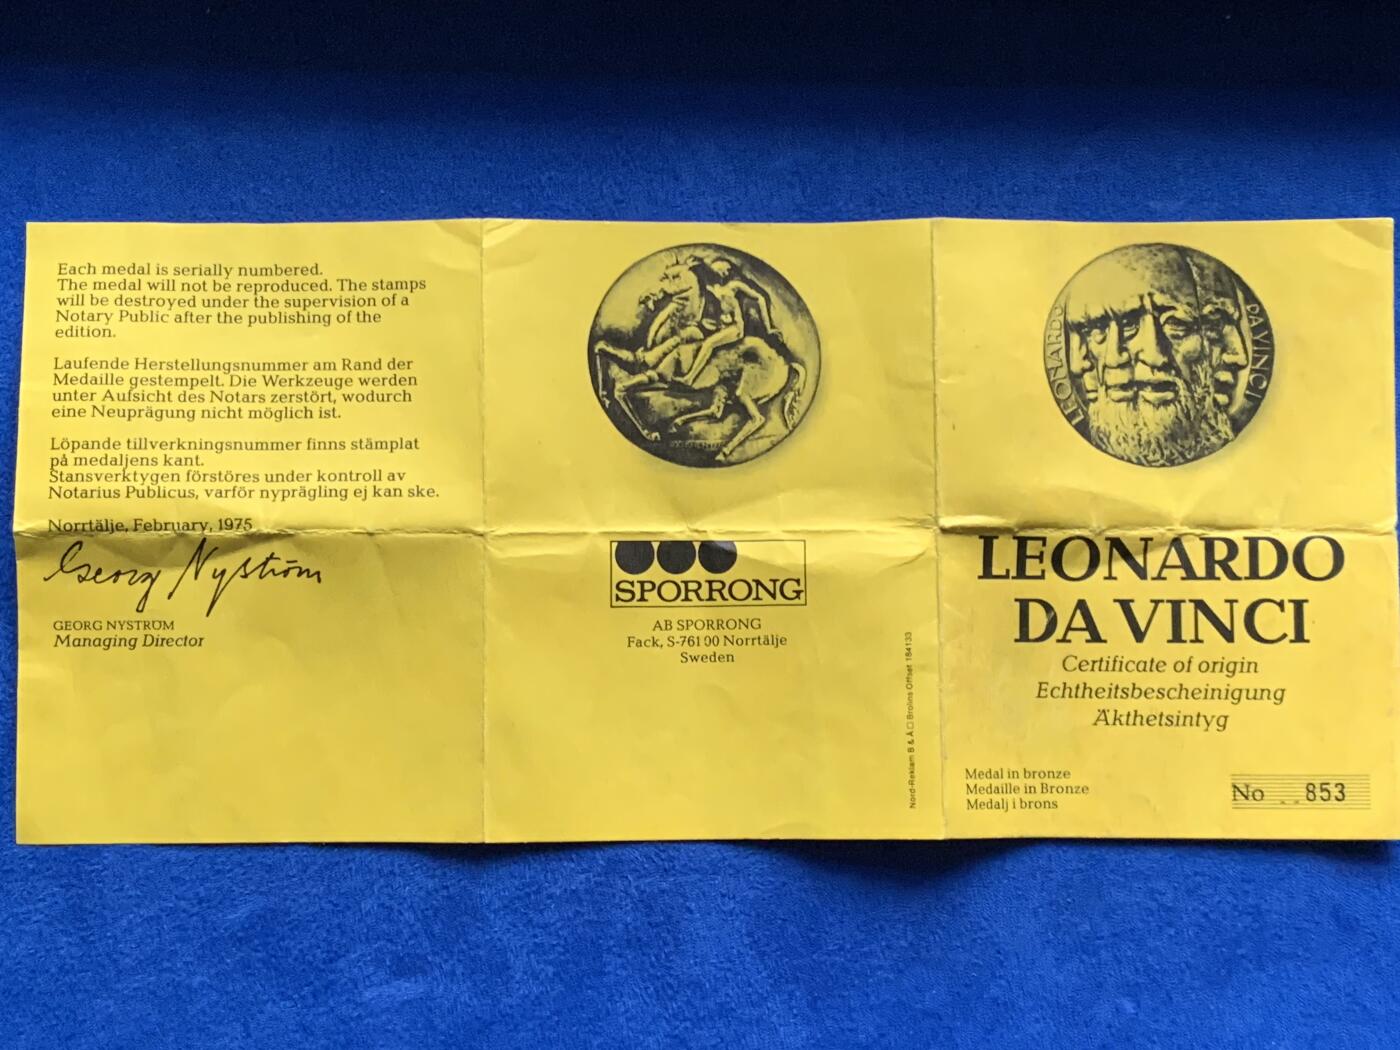 Each medal is serially numbered.
The medal will not be reproduced. The stamps
will be destroyed under the supervision of a
Notary Public after the publishing of the
edition.
Laufende Herstellungsnummer am Rand der
Medaille gestempelt. Die Werkzeuge werden
unter Aufsicht des Notars zerstört, wodurch
eine Neuprägung nicht möglich ist.
Löpande tillverkningsnummer finns stämplat
på medaljens kant.
Stansverktygen förstöres under kontroll av
Notarius Publicus, varför nyprägling ej kan ske.
Norrtälje, February, 1975
Georg Nyström
GEORG NYSTRÖM
Managing Director
SPORRONG
AB SPORRONG
Fack, S-761 00 Norrtälje
Sweden
Nord-Reklam B & Å Brolins Offset 184133
LEONARDO
DA VINCI
LEONARDO
DA VINCI
Certificate of origin
Echtheitsbescheinigung
Äkthetsintyg
Medal in bronze
Medaille in Bronze
Medalj i brons
No 853